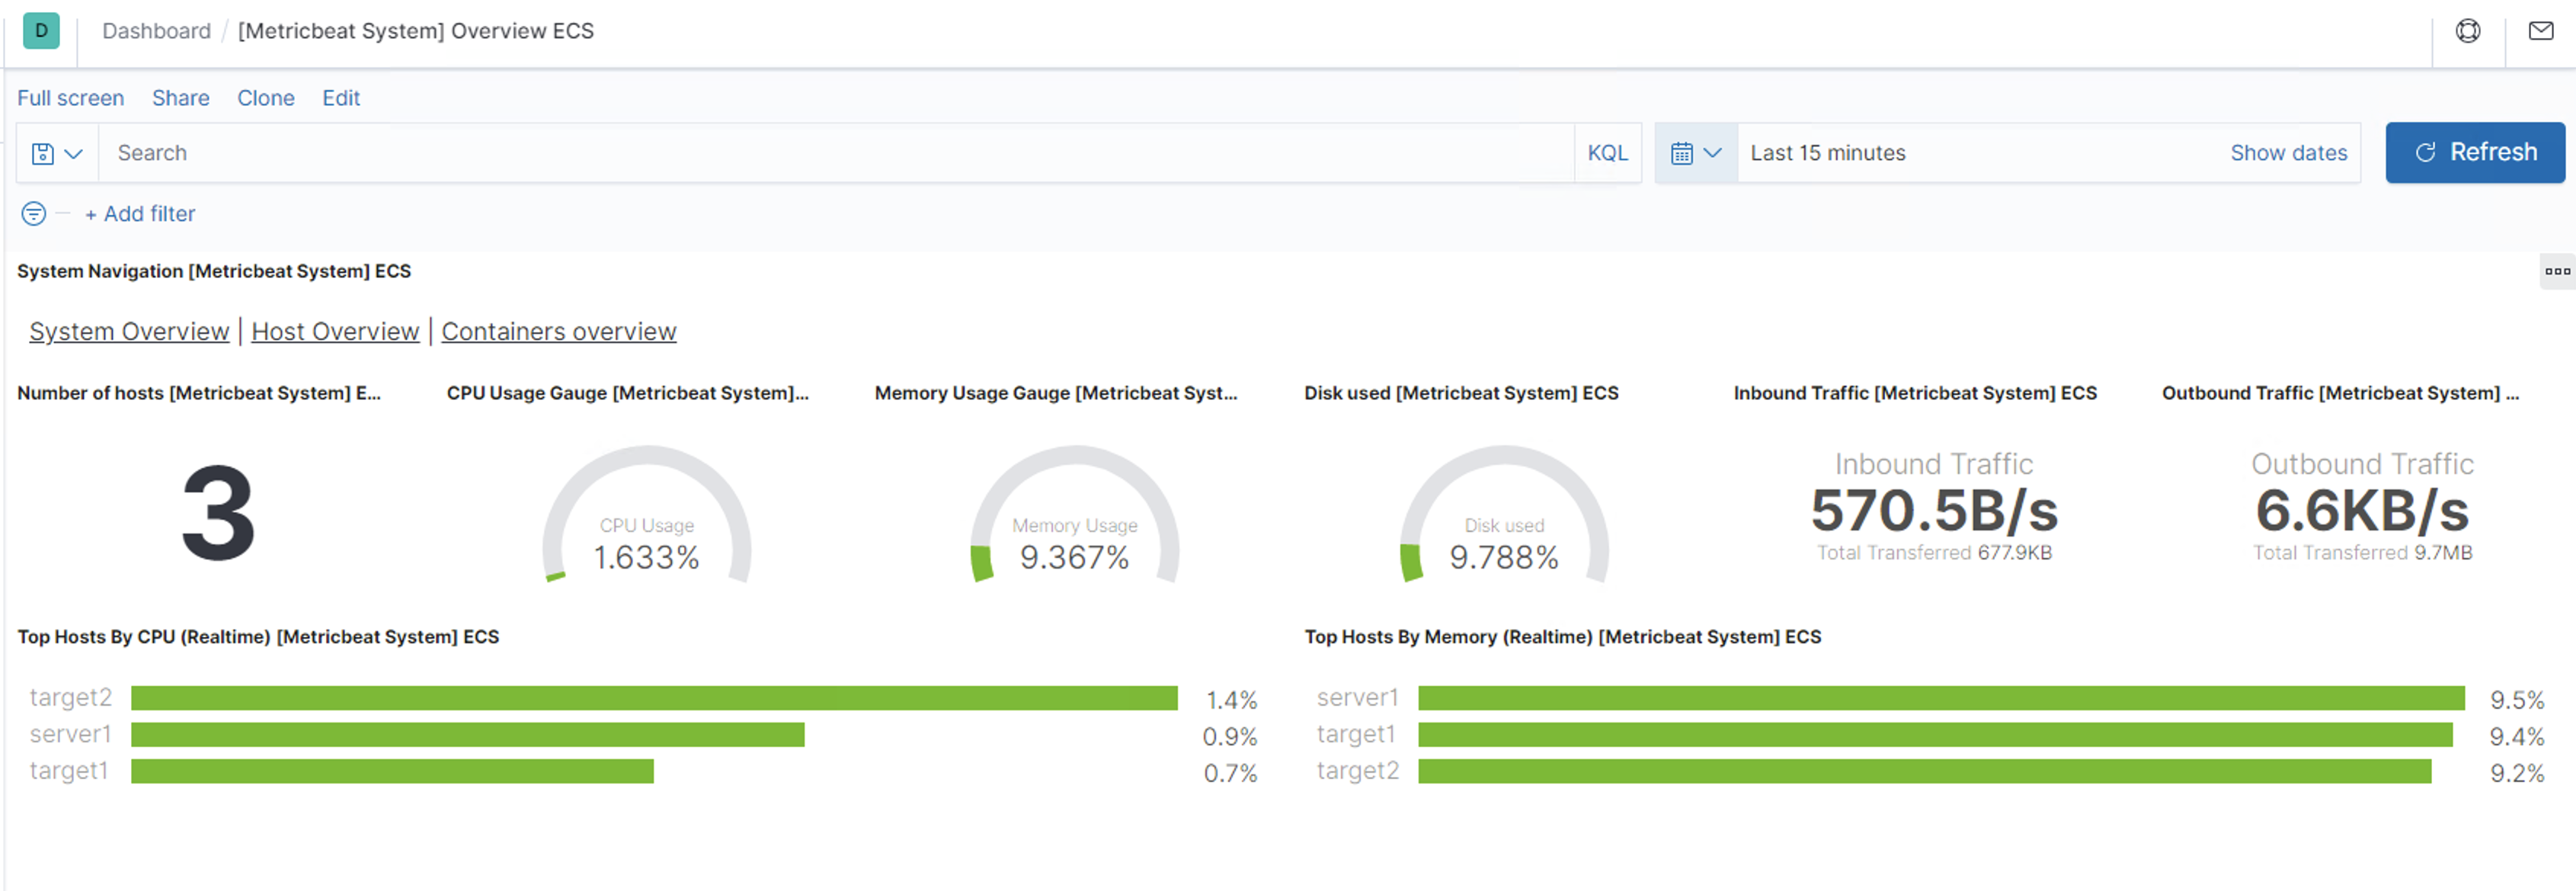 D Dashboard / [Metricbeat System] Overview ECS
Full screen Share Clone Edit
Search KQL Last 15 minutes Show dates Refresh
+ Add filter
System Navigation [Metricbeat System] ECS
System Overview | Host Overview | Containers overview
Number of hosts [Metricbeat System] E... CPU Usage Gauge [Metricbeat System]... Memory Usage Gauge [Metricbeat Syst... Disk used [Metricbeat System] ECS Inbound Traffic [Metricbeat System] ECS Outbound Traffic [Metricbeat System] ...
3
CPU Usage
1.633%
Memory Usage
9.367%
Disk used
9.788%
Inbound Traffic
570.5B/s
Total Transferred 677.9KB
Outbound Traffic
6.6KB/s
Total Transferred 9.7MB
Top Hosts By CPU (Realtime) [Metricbeat System] ECS
target2 1.4%
server1 0.9%
target1 0.7%
Top Hosts By Memory (Realtime) [Metricbeat System] ECS
server1 9.5%
target1 9.4%
target2 9.2%